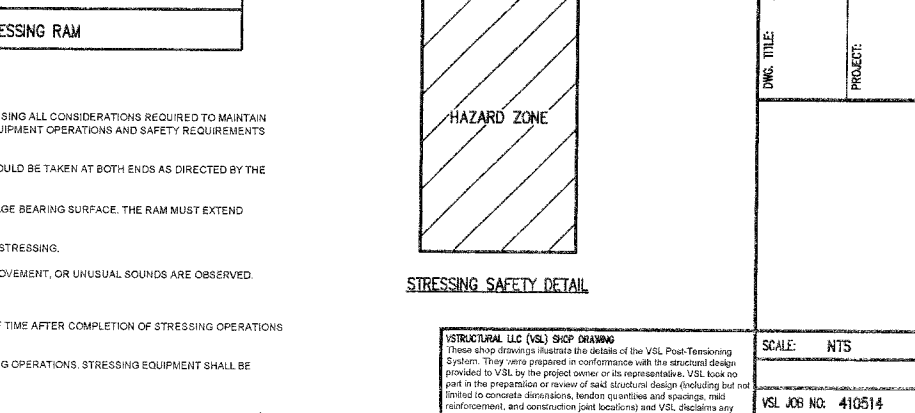 ESSING RAM
SING ALL CONSIDERATIONS REQUIRED TO MAINTAIN
UIPMENT OPERATIONS AND SAFETY REQUIREMENTS
OULD BE TAKEN AT BOTH ENDS AS DIRECTED BY THE
GE BEARING SURFACE. THE RAM MUST EXTEND
STRESSING.
OVEMENT, OR UNUSUAL SOUNDS ARE OBSERVED.
TIME AFTER COMPLETION OF STRESSING OPERATIONS
G OPERATIONS. STRESSING EQUIPMENT SHALL BE
HAZARD ZONE
STRESSING SAFETY DETAIL
VSTRUCTURAL LLC (VSL) SHOP DRAWING
These shop drawings illustrate the details of the VSL Post-Tensioning
System. They were prepared in conformance with the structural design
provided to VSL by the project owner or its representative. VSL took no
part in the preparation or review of said structural design (including but not
limited to concrete dimensions, tendon quantities and spacings, mild
reinforcement, and construction joint locations) and VSL disclaims any
DWG. TITLE:
PROJECT:
SCALE: NTS
VSL JOB NO: 410514